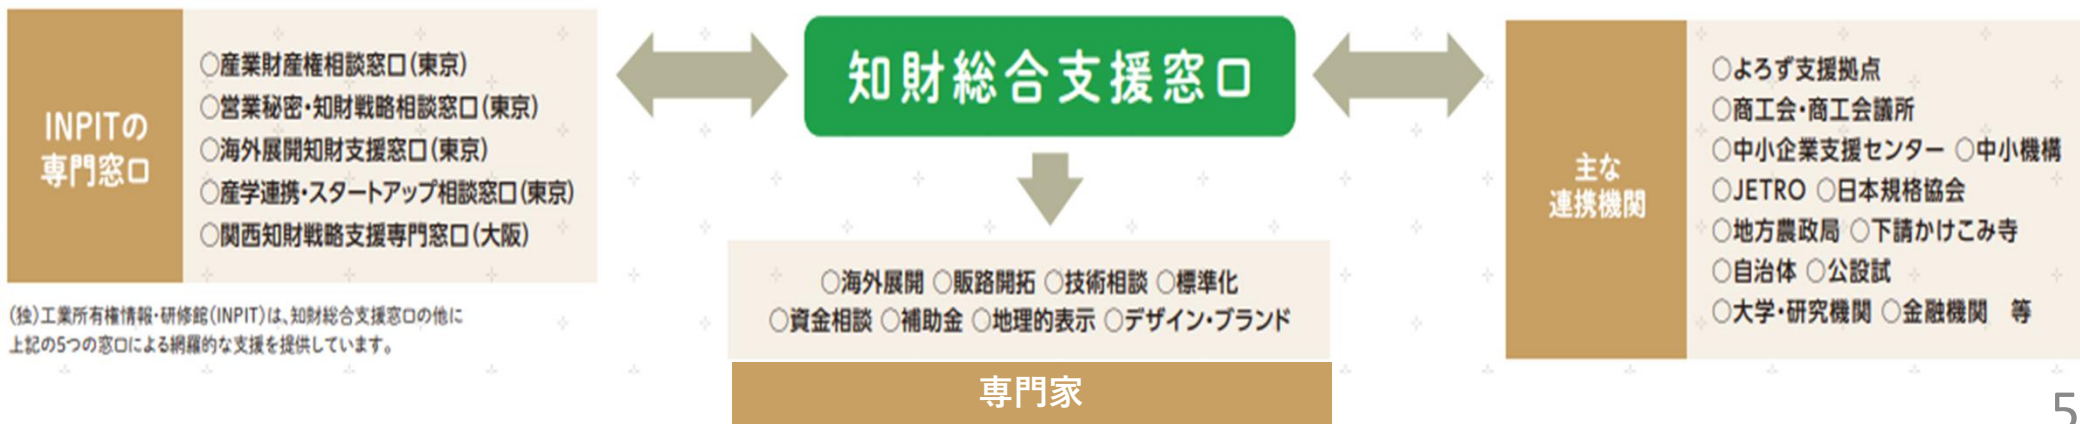 INPITの
専門窓口
○産業財産権相談窓口(東京)
○営業秘密・知財戦略相談窓口(東京)
○海外展開知財支援窓口(東京)
○産学連携・スタートアップ相談窓口(東京)
○関西知財戦略支援専門窓口(大阪)
(独)工業所有権情報・研修館(INPIT)は、知財総合支援窓口の他に
上記の5つの窓口による網羅的な支援を提供しています。
知財総合支援窓口
○海外展開 ○販路開拓 ○技術相談 ○標準化
○資金相談 ○補助金 ○地理的表示 ○デザイン・ブランド
専門家
主な
連携機関
○よろず支援拠点
○商工会・商工会議所
○中小企業支援センター ○中小機構
○JETRO ○日本規格協会
○地方農政局 ○下請かけこみ寺
○自治体 ○公設試
○大学・研究機関 ○金融機関 等
5